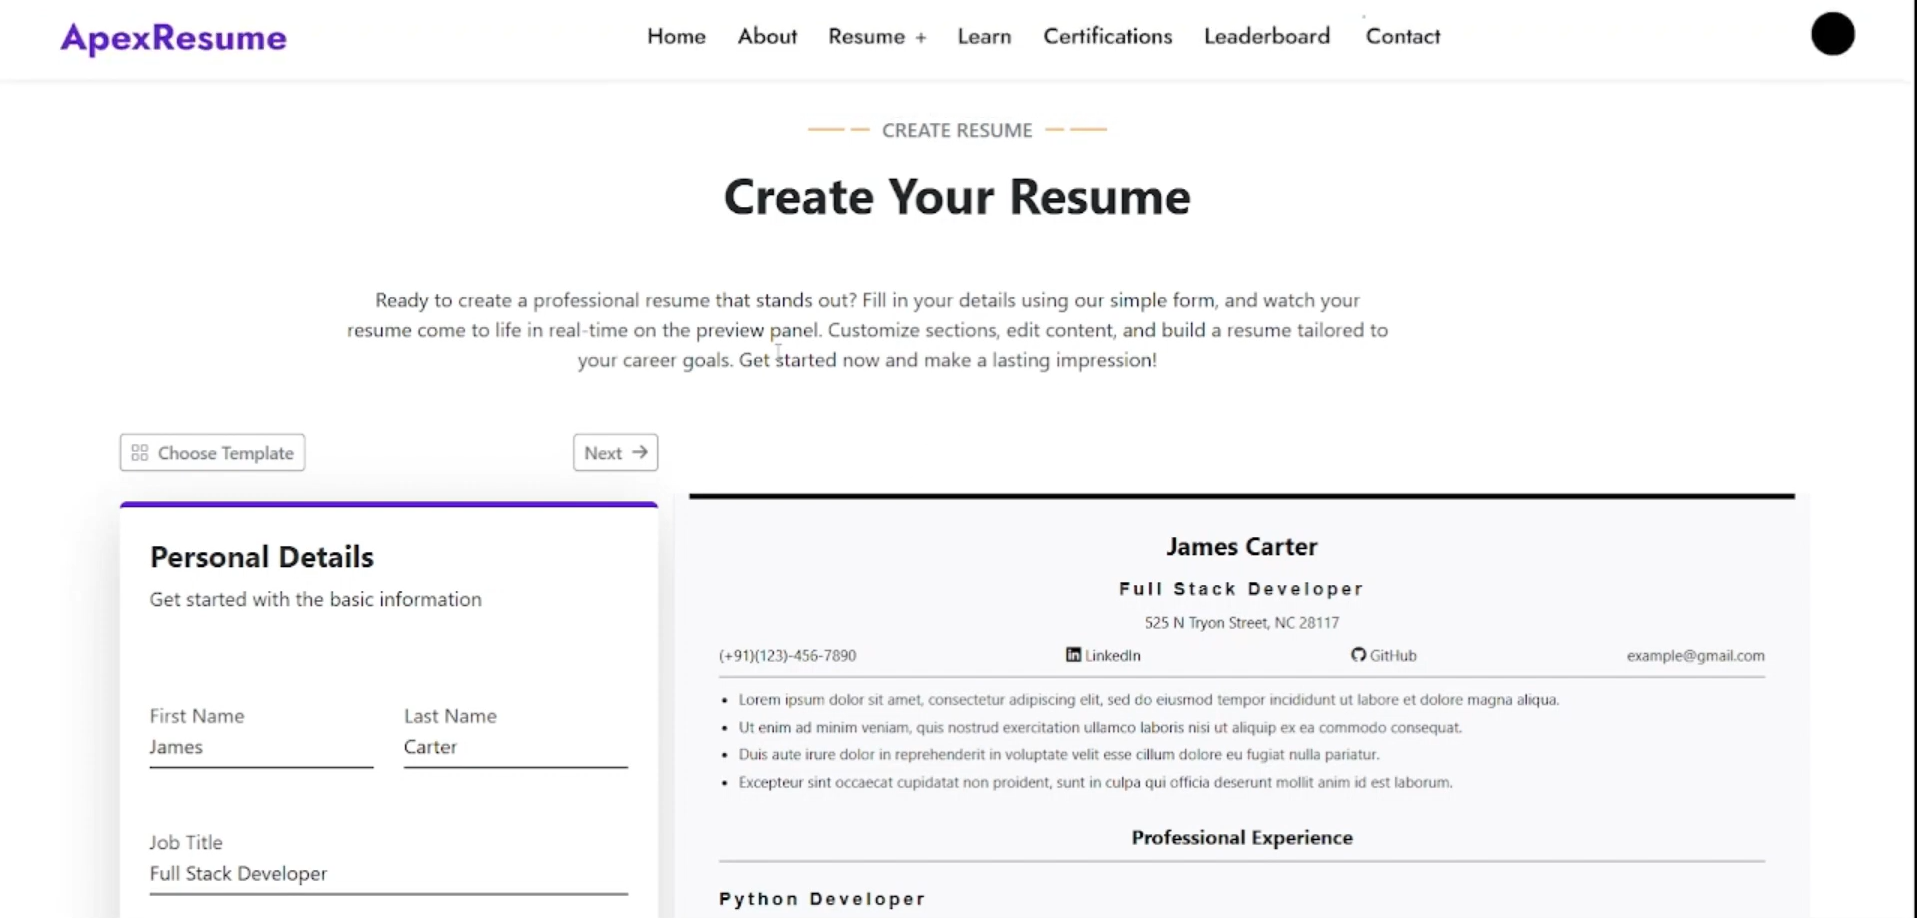 ApexResume
Home About Resume + Learn Certifications Leaderboard Contact
CREATE RESUME
Create Your Resume
Ready to create a professional resume that stands out? Fill in your details using our simple form, and watch your
resume come to life in real-time on the preview panel. Customize sections, edit content, and build a resume tailored to
your career goals. Get started now and make a lasting impression!
Choose Template
Next →
Personal Details
Get started with the basic information
First Name Last Name
James Carter
Job Title
Full Stack Developer
James Carter
Full Stack Developer
525 N Tryon Street, NC 28117
(+91)(123)-456-7890 LinkedIn GitHub example@gmail.com
• Lorem ipsum dolor sit amet, consectetur adipiscing elit, sed do eiusmod tempor incididunt ut labore et dolore magna aliqua.
• Ut enim ad minim veniam, quis nostrud exercitation ullamco laboris nisi ut aliquip ex ea commodo consequat.
• Duis aute irure dolor in reprehenderit in voluptate velit esse cillum dolore eu fugiat nulla pariatur.
• Excepteur sint occaecat cupidatat non proident, sunt in culpa qui officia deserunt mollit anim id est laborum.
Professional Experience
Python Developer